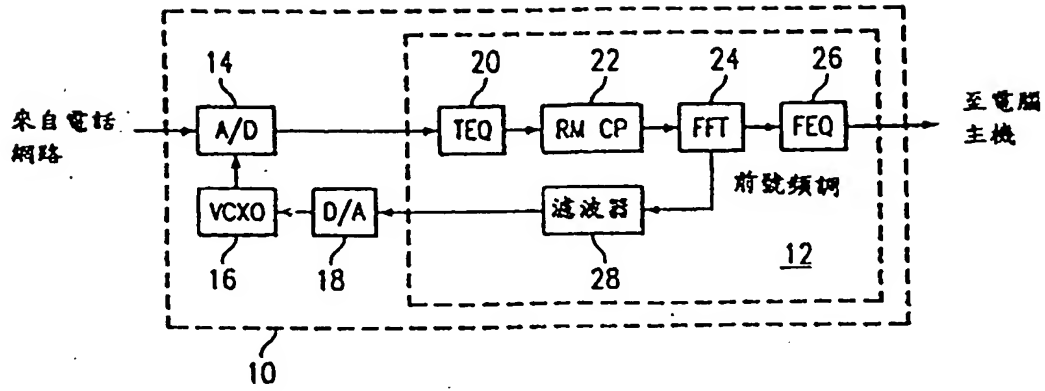 14
20
22
24
26
來自電話
網路
A/D
TEQ
RM CP
FFT
FEQ
至電腦
主機
前號頻調
VCXO
D/A
濾波器
16
18
28
12
10